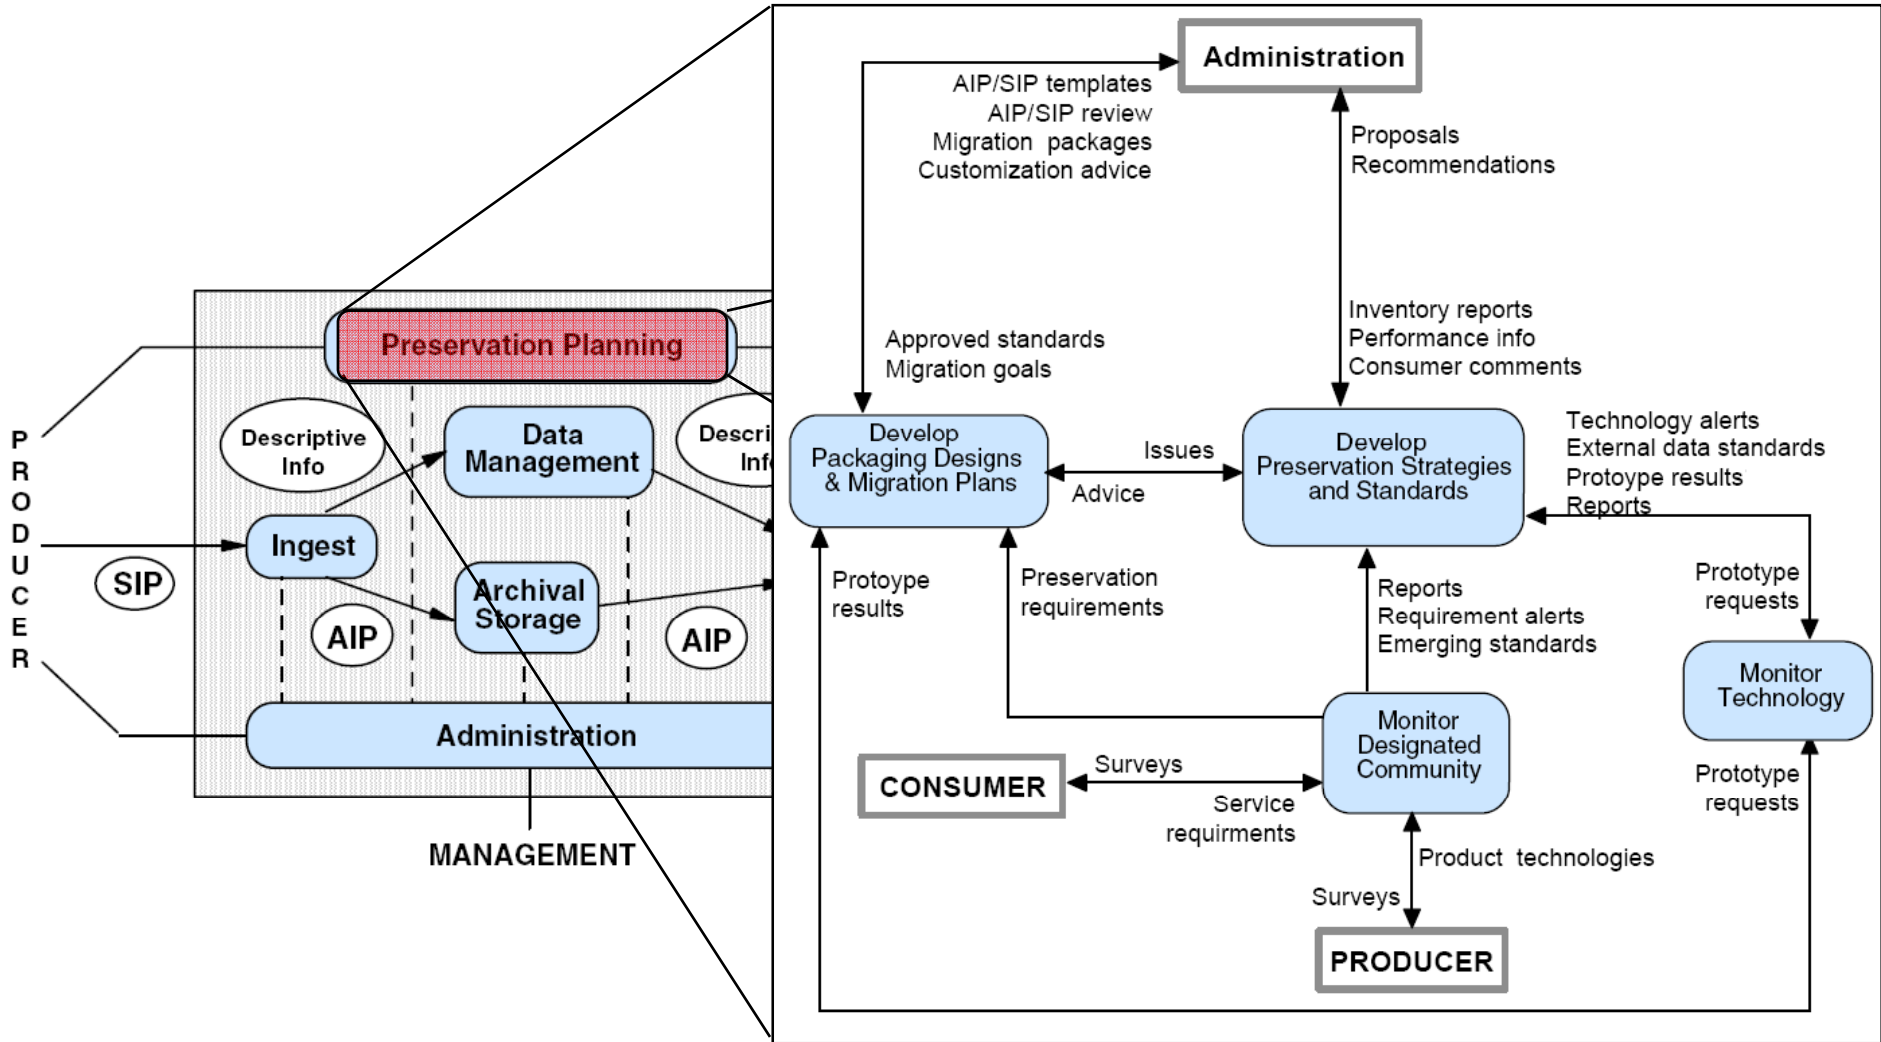 Preservation Planning
Descriptive
Info
Data
Management
Descri
Inf
P
R
O
D
U
C
E
R
Ingest
SIP
AIP
Archival
Storage
AIP
Administration
MANAGEMENT
Administration
AIP/SIP templates
AIP/SIP review
Migration packages
Customization advice
Proposals
Recommendations
Approved standards
Migration goals
Inventory reports
Performance info
Consumer comments
Develop
Packaging Designs
& Migration Plans
Issues
Advice
Develop
Preservation Strategies
and Standards
Technology alerts
External data standards
Protoype results
Reports
Protoype
results
Preservation
requirements
Reports
Requirement alerts
Emerging standards
Prototype
requests
Monitor
Technology
Monitor
Designated
Community
CONSUMER
Surveys
Service
requirments
Prototype
requests
Product technologies
Surveys
PRODUCER